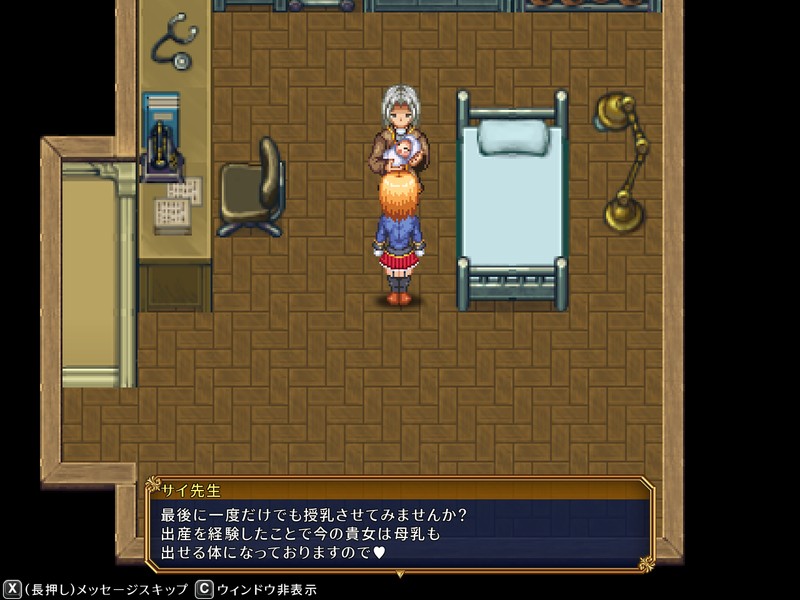 サイ先生
最後に一度だけでも授乳させてみませんか？
出産を経験したことで今の貴女は母乳も
出せる体になっておりますので♥
X(長押し)メッセージスキップ Cウィンドウ非表示